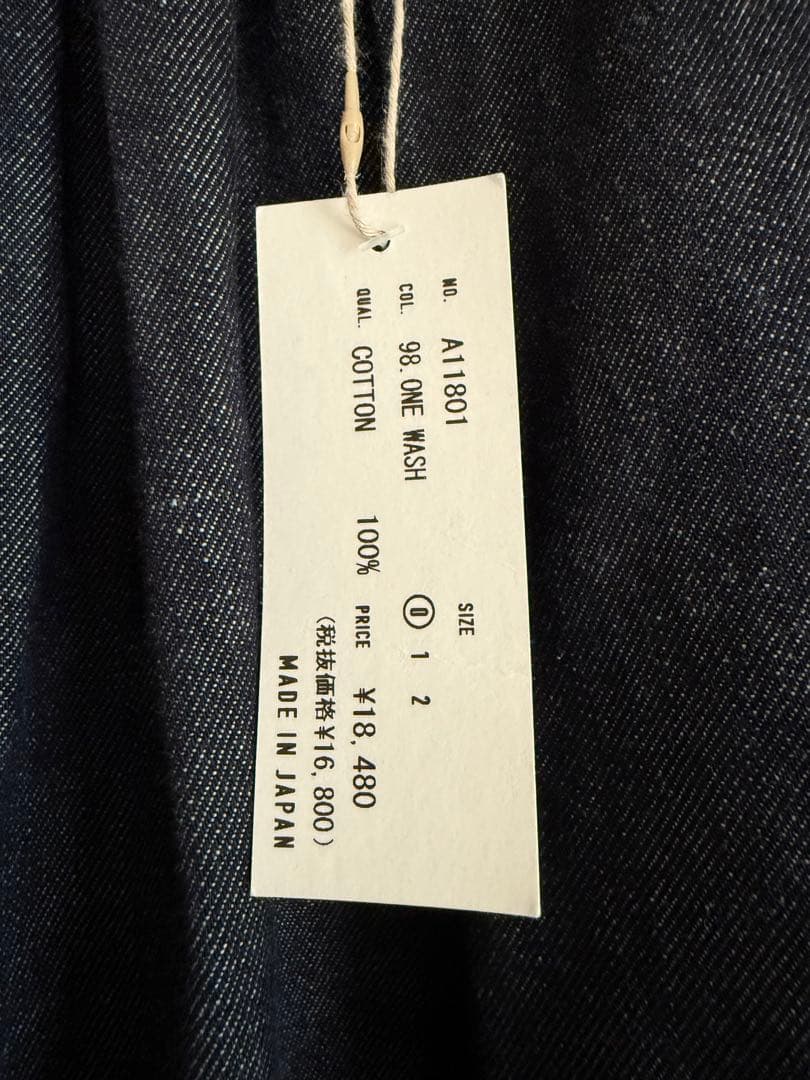 NO. A11801
SIZE
COL. 98.ONE WASH
0 1 2
QUAL. COTTON 100%
PRICE ¥18,480
(税抜価格¥16,800)
MADE IN JAPAN